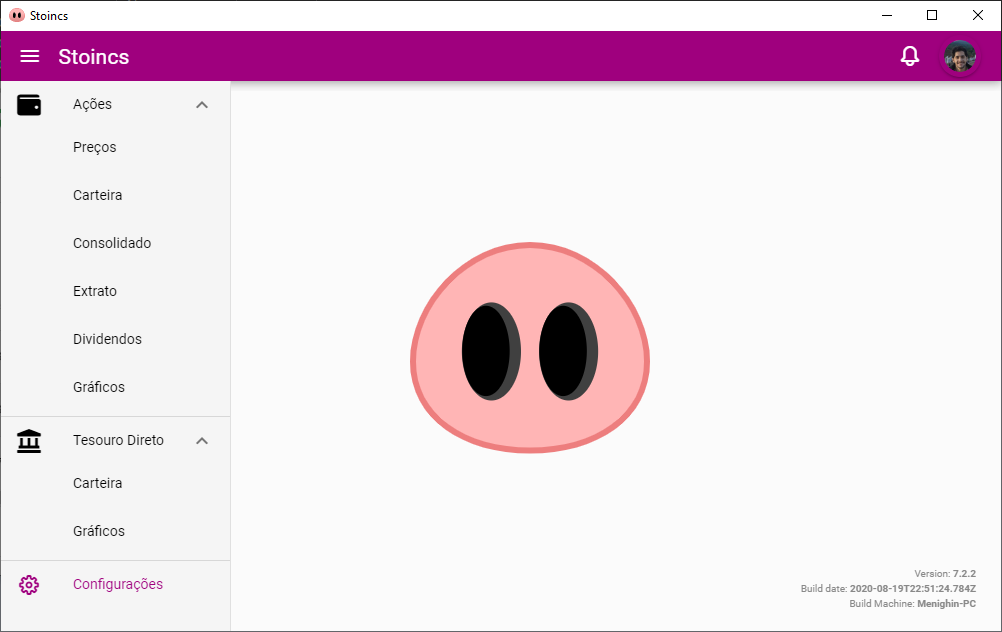 Stoincs
Stoincs
Ações
Preços
Carteira
Consolidado
Extrato
Dividendos
Gráficos
Tesouro Direto
Carteira
Gráficos
Configurações
Version: 7.2.2
Build date: 2020-08-19T22:51:24.784Z
Build Machine: Menighin-PC